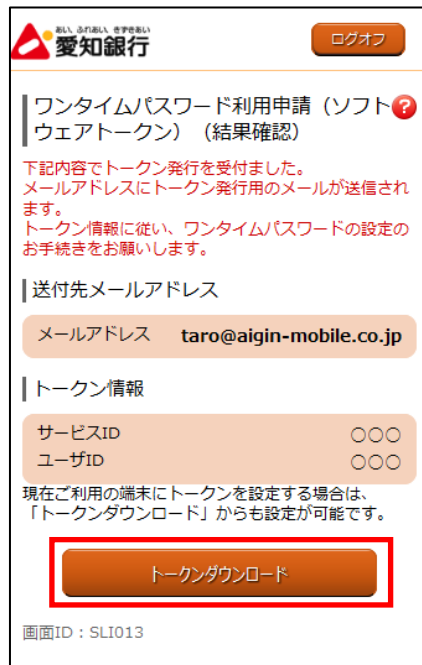 あい、ふれあい、きずきあい
愛知銀行
ログオフ
ワンタイムパスワード利用申請（ソフト?
ウェアトークン）（結果確認）
下記内容でトークン発行を受付ました。
メールアドレスにトークン発行用のメールが送信され
ます。
トークン情報に従い、ワンタイムパスワードの設定の
お手続きをお願いします。
送付先メールアドレス
メールアドレス taro@aigin-mobile.co.jp
トークン情報
サービスID ○○○
ユーザID ○○○
現在ご利用の端末にトークンを設定する場合は、
「トークンダウンロード」からも設定が可能です。
トークンダウンロード
画面ID：SLI013